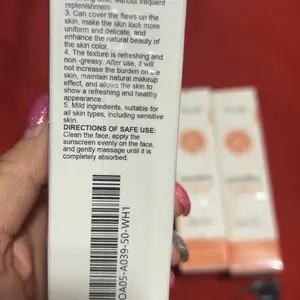 replenishment.
3. Can cover the flaws on the
skin, make the skin look more
uniform and delicate, and
enhance the natural beauty of
the skin color.
4. The texture is refreshing and
non -greasy. After use, it will
not increase the burden on the
skin, maintain natural makeup
effect, and allows the skin to
show a refreshing and healthy
appearance.
5. Mild ingredients, suitable for
all skin types, including sensitive
skin.
DIRECTIONS OF SAFE USE:
Clean the face, apply the
sunscreen evenly on the face,
and gently massage until it is
completely absorbed.
OA05-A039-50-WH1